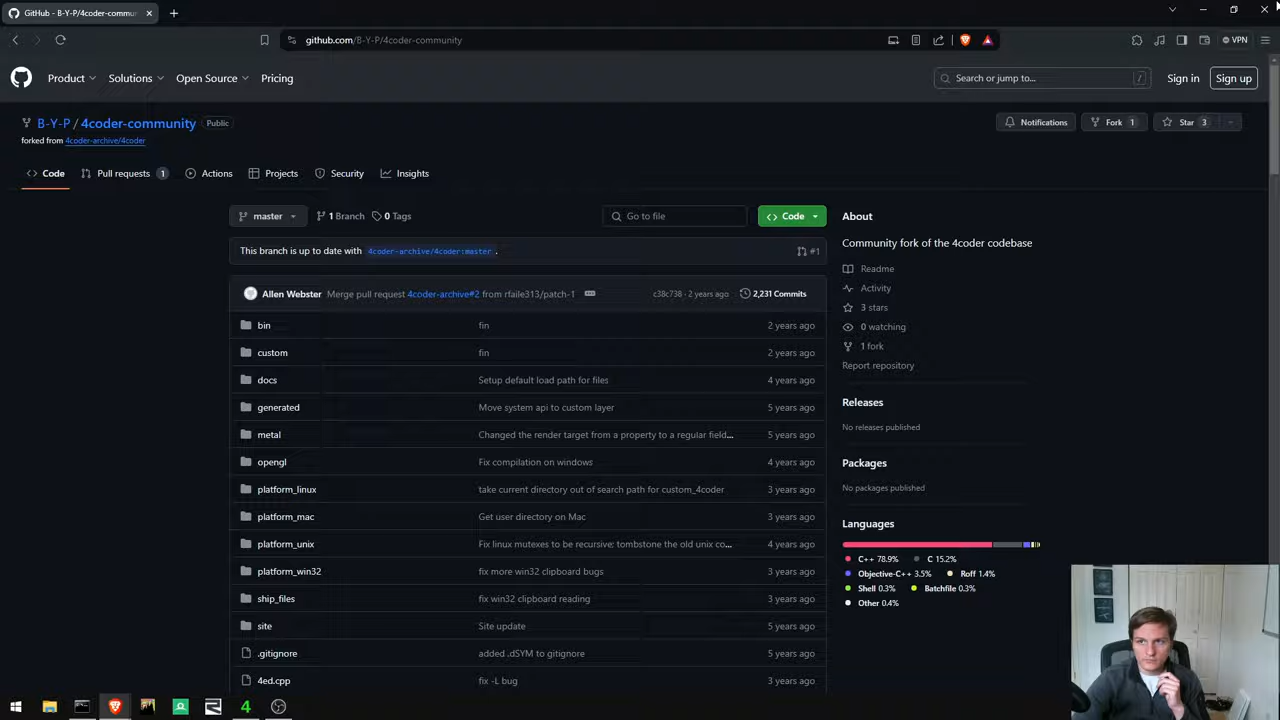 GitHub - B-Y-P/4coder-commun
github.com/B-Y-P/4coder-community
VPN
Product
Solutions
Open Source
Pricing
Search or jump to...
/
Sign in
Sign up
B-Y-P / 4coder-community
Public
forked from 4coder-archive/4coder
Notifications
Fork 1
Star 3
Code
Pull requests 1
Actions
Projects
Security
Insights
master
1 Branch
0 Tags
Go to file
Code
This branch is up to date with 4coder-archive/4coder:master .
#1
Allen Webster Merge pull request 4coder-archive#2 from rfaile313/patch-1
c38c738 · 2 years ago
2,231 Commits
bin fin 2 years ago
custom fin 2 years ago
docs Setup default load path for files 4 years ago
generated Move system api to custom layer 5 years ago
metal Changed the render target from a property to a regular field... 5 years ago
opengl Fix compilation on windows 4 years ago
platform_linux take current directory out of search path for custom_4coder 3 years ago
platform_mac Get user directory on Mac 3 years ago
platform_unix Fix linux mutexes to be recursive; tombstone the old unix co... 3 years ago
platform_win32 fix more win32 clipboard bugs 3 years ago
ship_files fix win32 clipboard reading 3 years ago
site Site update 5 years ago
.gitignore added .dSYM to gitignore 5 years ago
4ed.cpp fix -L bug 4 years ago
About
Community fork of the 4coder codebase
Readme
Activity
3 stars
0 watching
1 fork
Report repository
Releases
No releases published
Packages
No packages published
Languages
C++ 78.9%
C 15.2%
Objective-C++ 3.5%
Roff 1.4%
Shell 0.3%
Batchfile 0.3%
Other 0.4%
4